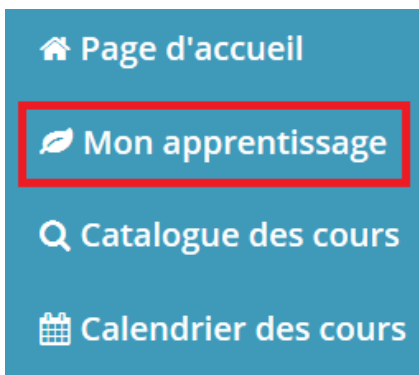 Page d'accueil
Mon apprentissage
Catalogue des cours
Calendrier des cours